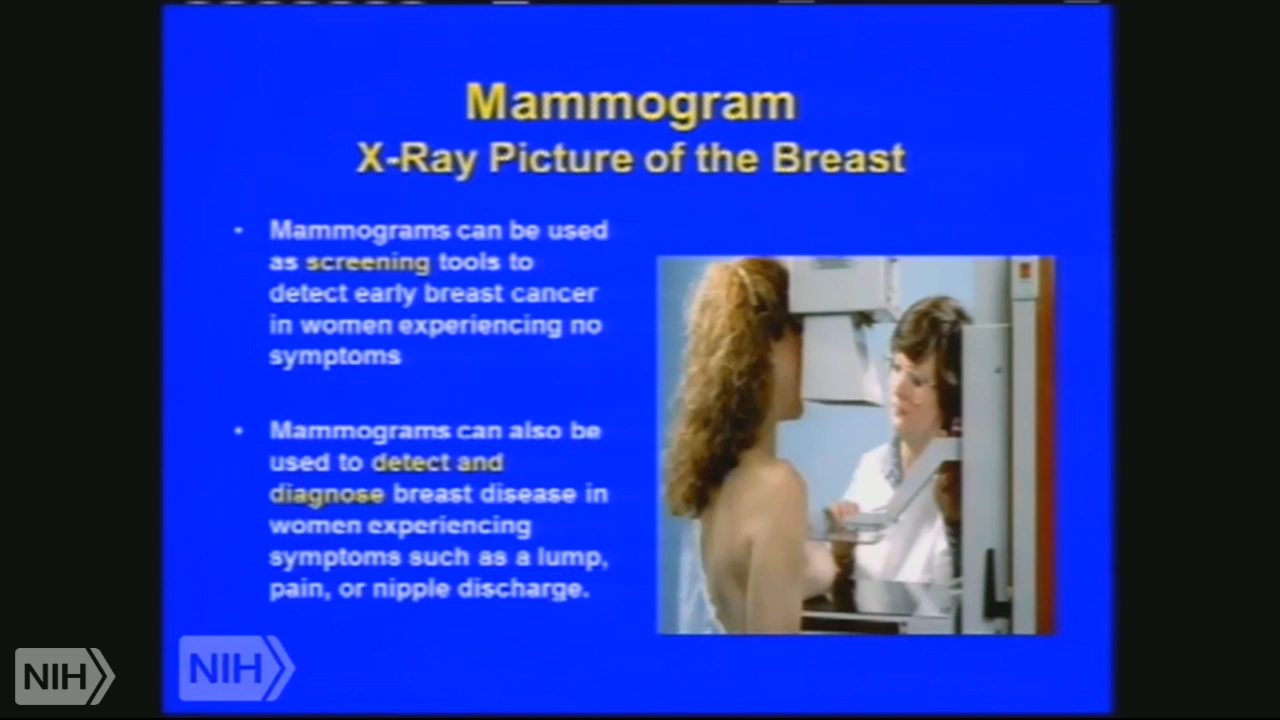 Mammogram
X-Ray Picture of the Breast
• Mammograms can be used
as screening tools to
detect early breast cancer
in women experiencing no
symptoms
• Mammograms can also be
used to detect and
diagnose breast disease in
women experiencing
symptoms such as a lump,
pain, or nipple discharge.
NIH
NIH